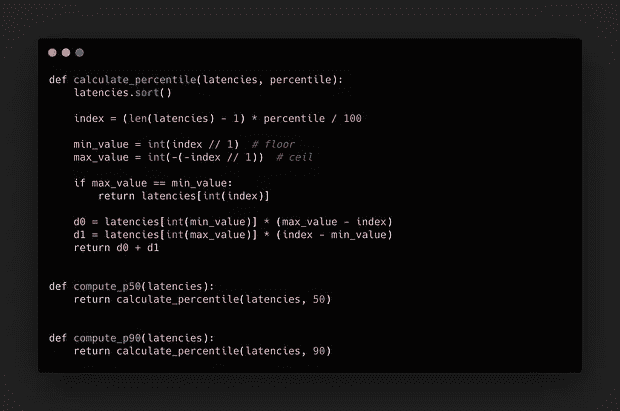 def calculate_percentile(latencies, percentile):
    latencies.sort()

    index = (len(latencies) - 1) * percentile / 100

    min_value = int(index // 1)  # floor
    max_value = int(-(-index // 1))  # ceil

    if max_value == min_value:
        return latencies[int(index)]

    d0 = latencies[int(min_value)] * (max_value - index)
    d1 = latencies[int(max_value)] * (index - min_value)
    return d0 + d1


def compute_p50(latencies):
    return calculate_percentile(latencies, 50)


def compute_p90(latencies):
    return calculate_percentile(latencies, 90)